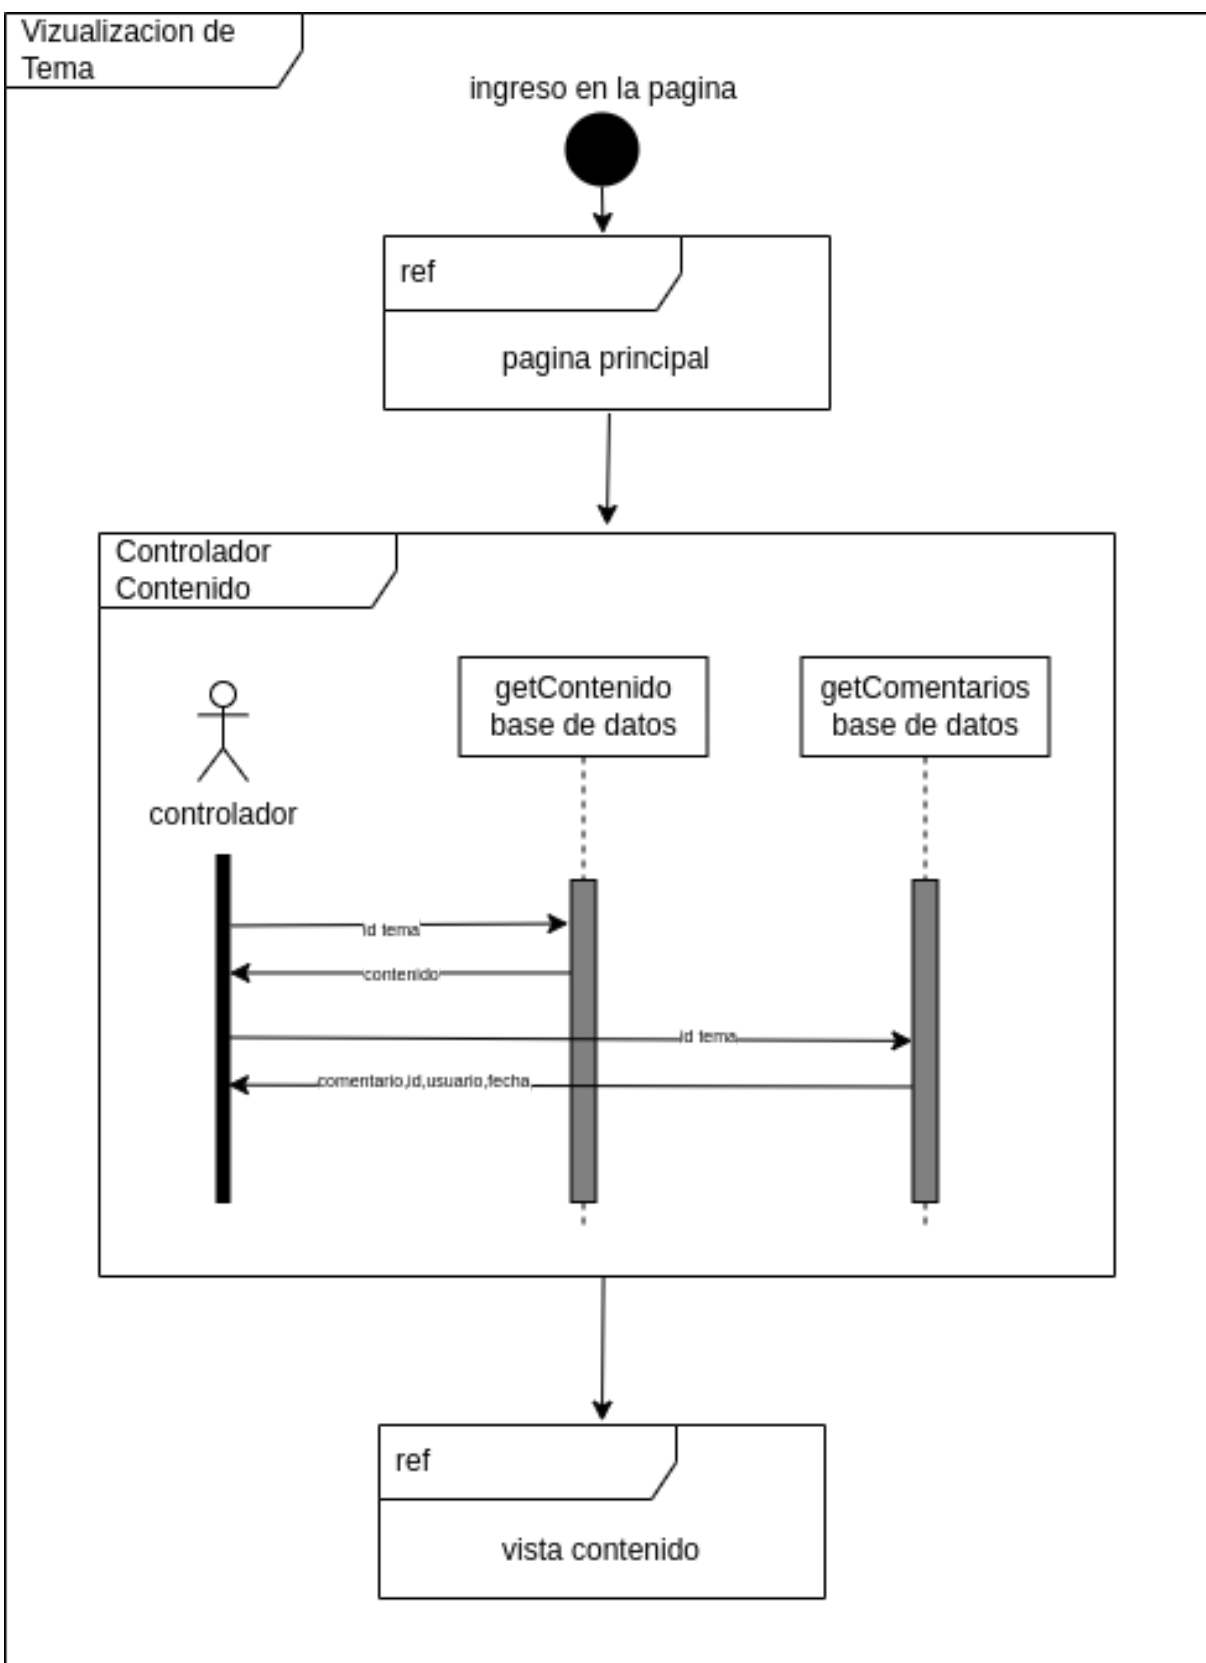 Vizualizacion de
Tema
ingreso en la pagina
ref
pagina principal
Controlador
Contenido
getContenido
base de datos
getComentarios
base de datos
controlador
id tema
contenido
id tema
comentario,id,usuario,fecha
ref
vista contenido